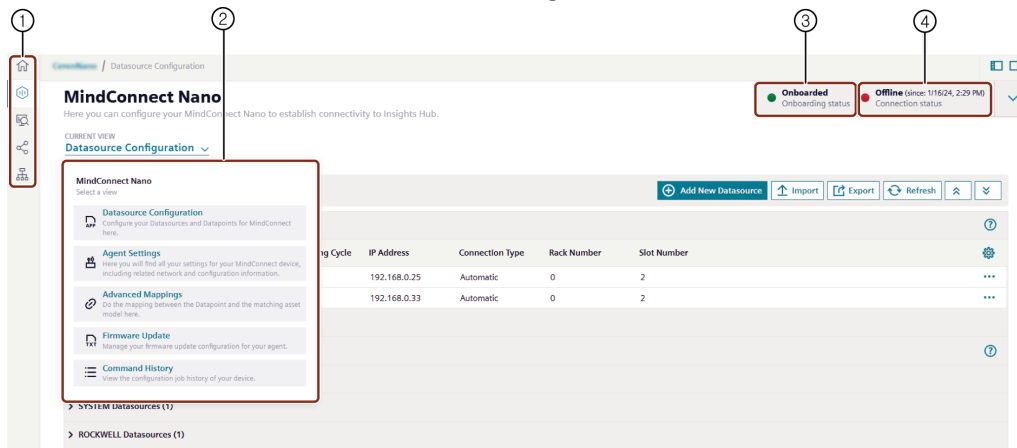 1
2
3
4
/ Datasource Configuration
MindConnect Nano
Here you can configure your MindConnect Nano to establish connectivity to Insights Hub.
Onboarded
Onboarding status
Offline (since: 1/16/24, 2:29 PM)
Connection status
CURRENT VIEW
Datasource Configuration
MindConnect Nano
Select a view
Datasource Configuration
Configure your Datasources and Datapoints for MindConnect
here.
Agent Settings
Here you will find all your settings for your MindConnect device,
including related network and configuration information.
Advanced Mappings
Do the mapping between the Datapoint and the matching asset
model here.
Firmware Update
Manage your firmware update configuration for your agent.
Command History
View the configuration job history of your device.
APP
TXT
Add New Datasource Import Export Refresh
ng Cycle IP Address Connection Type Rack Number Slot Number
192.168.0.25 Automatic 0 2
192.168.0.33 Automatic 0 2
SYSTEM Datasources (1)
ROCKWELL Datasources (1)